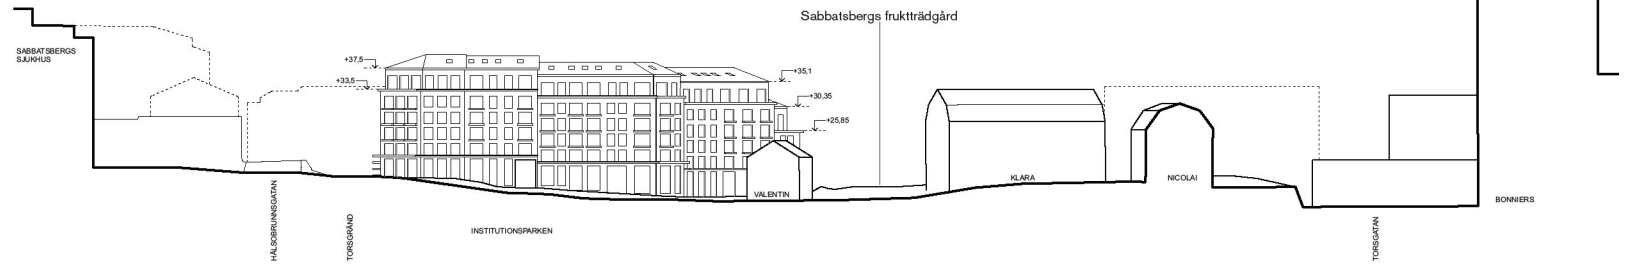 Sabbatsbergs fruktträdgård
SABBATSBERGS
SJUKHUS
+37,5
+33,5
+35,1
+30,35
+25,85
VALENTIN
KLARA
NICOLAI
BONNIERS
HÄLSOBRUNNSGATAN
TORSGRÄND
INSTITUTIONSPARKEN
TORSGATAN